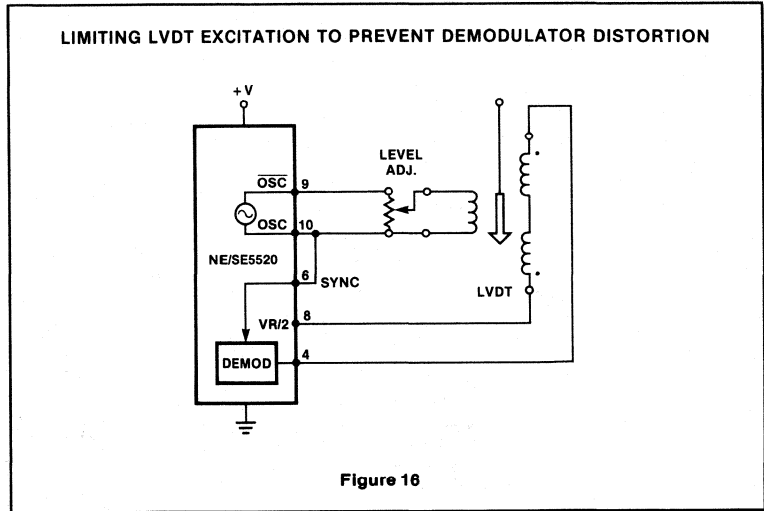 LIMITING LVDT EXCITATION TO PREVENT DEMODULATOR DISTORTION
+V
LEVEL
ADJ.
OSC 9
OSC 10
NE/SE5520
6 SYNC
LVDT
VR/2 8
DEMOD 4
Figure 16